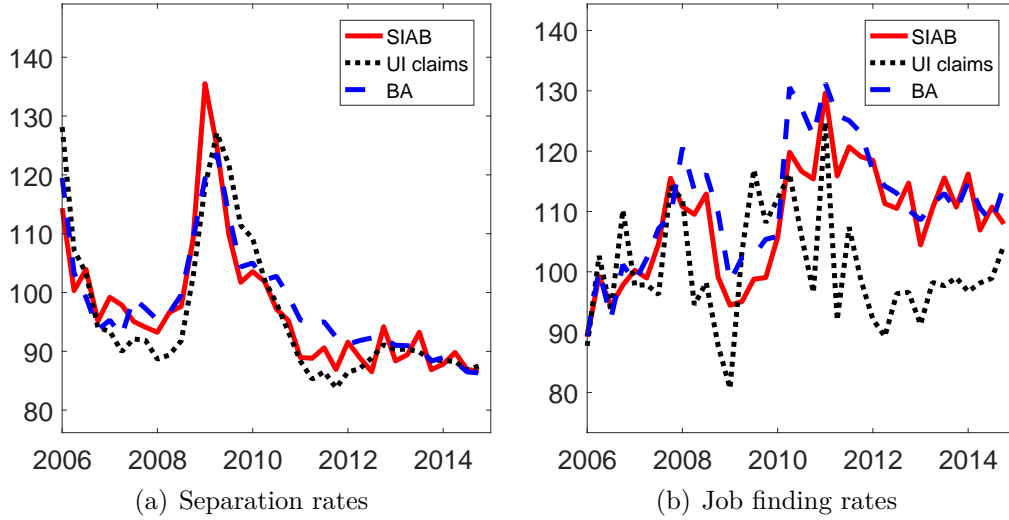 SIAB
UI claims
BA
140
130
120
110
100
90
80
2006 2008 2010 2012 2014
(a) Separation rates
SIAB
UI claims
BA
140
130
120
110
100
90
80
2006 2008 2010 2012 2014
(b) Job finding rates